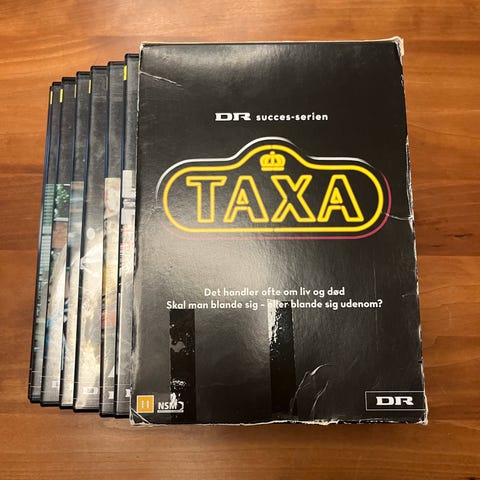 DR succes-serien
TAXA
Det handler ofte om liv og død
Skal man blande sig – eller blande sig udenom?
11 NSM
DR